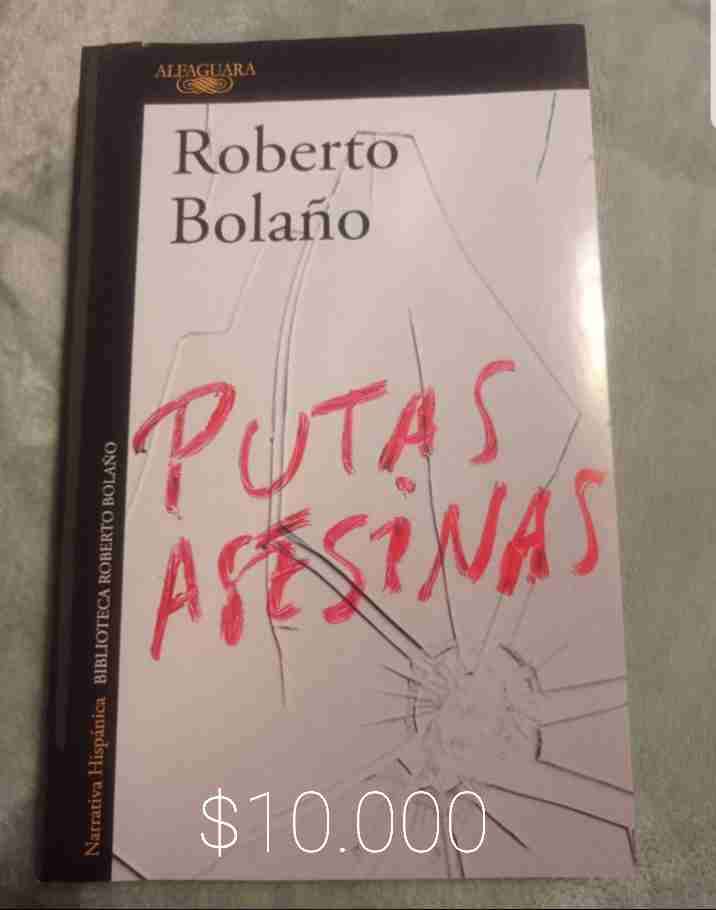 ALFAGUARA
Roberto
Bolaño
PUTAS
ASESINAS
Narrativa Hispánica BIBLIOTECA ROBERTO BOLAÑO
$10.000